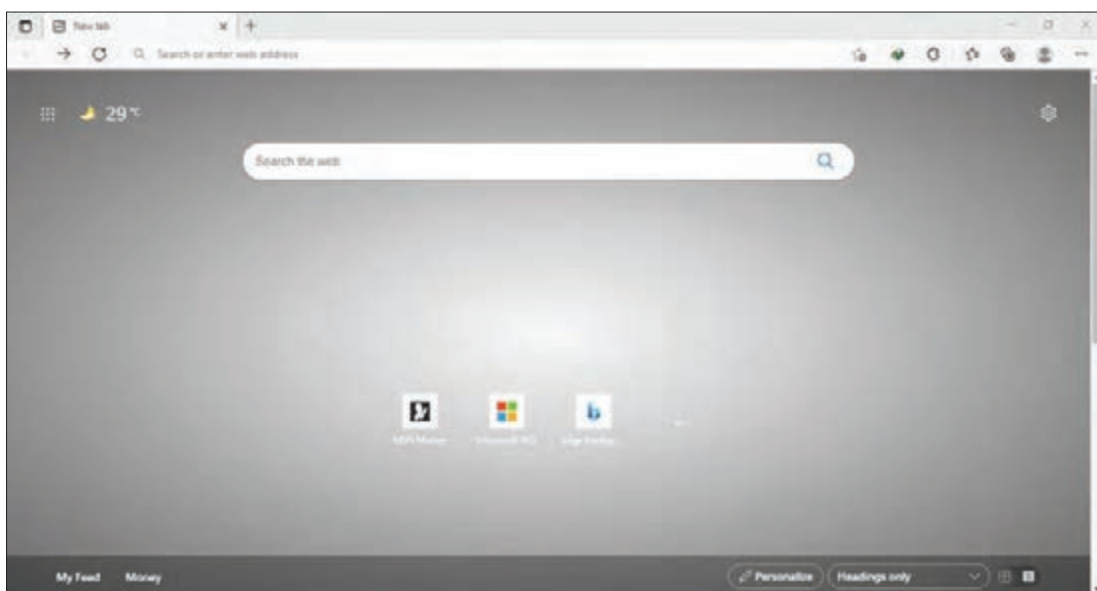 New tab
Search or enter web address
29 °C
Search the web
My Feed Money Personalize Headings only